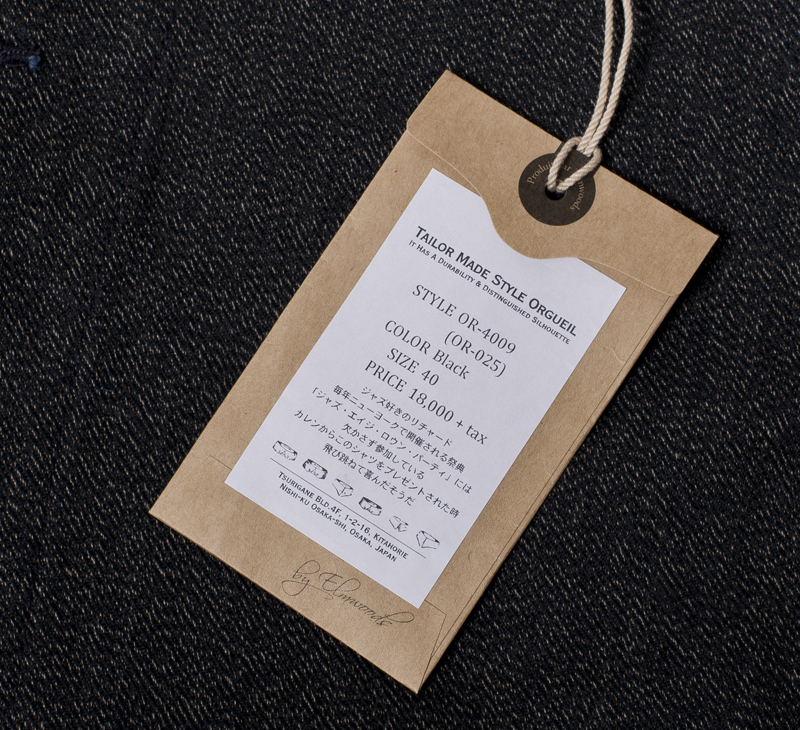 Produ
woods
TAILOR MADE STYLE ORGUEIL
IT HAS A DURABILITY & DISTINGUISHED SILHOUETTE
STYLE OR-4009
(OR-025)
COLOR Black
SIZE 40
PRICE 18,000 + tax
ジャズ好きのリチャード
毎年ニューヨークで開催される祭典
「ジャズ・エイジ・ロウン・パーティ」には
欠かさず参加している
カレンからこのシャツをプレゼントされた時
飛び跳ねて喜んだそうだ
TSURIGANE BLD.4F, 1-2-16, KITAHORIE
NISHI-KU OSAKA-SHI, OSAKA, JAPAN
by Elmwoods